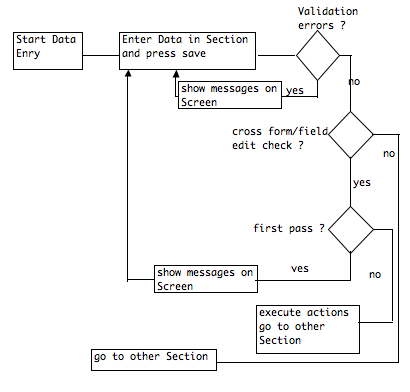 Validation
errors ?
Start Data
Enry
Enter Data in Section
and press save
show messages on
Screen
yes
no
cross form/field
edit check ?
no
yes
first pass ?
show messages on
Screen
ves
no
execute actions
go to other
Section
go to other Section